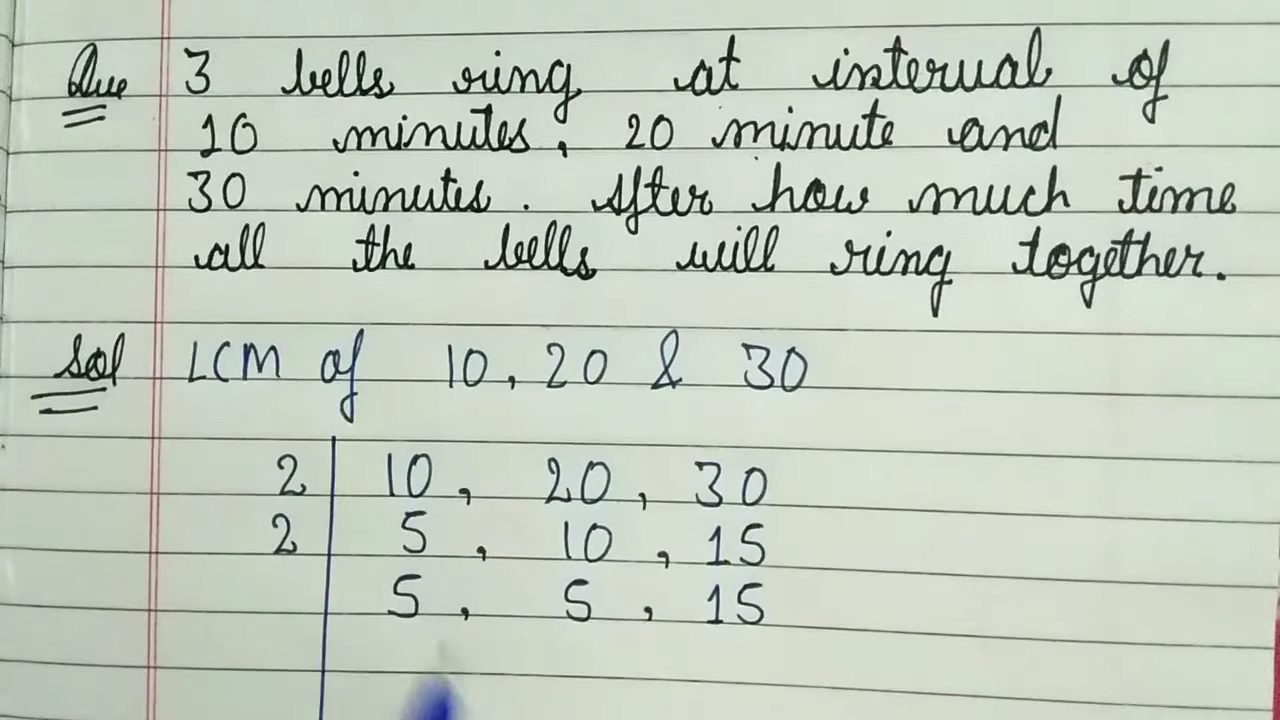 Que 3 bells ring at interval of
10 minutes, 20 minute and
30 minutes. After how much time
all the bells will ring together.
Sol LCM of 10, 20 & 30
2 10, 20, 30
2 5, 10, 15
5, 5, 15